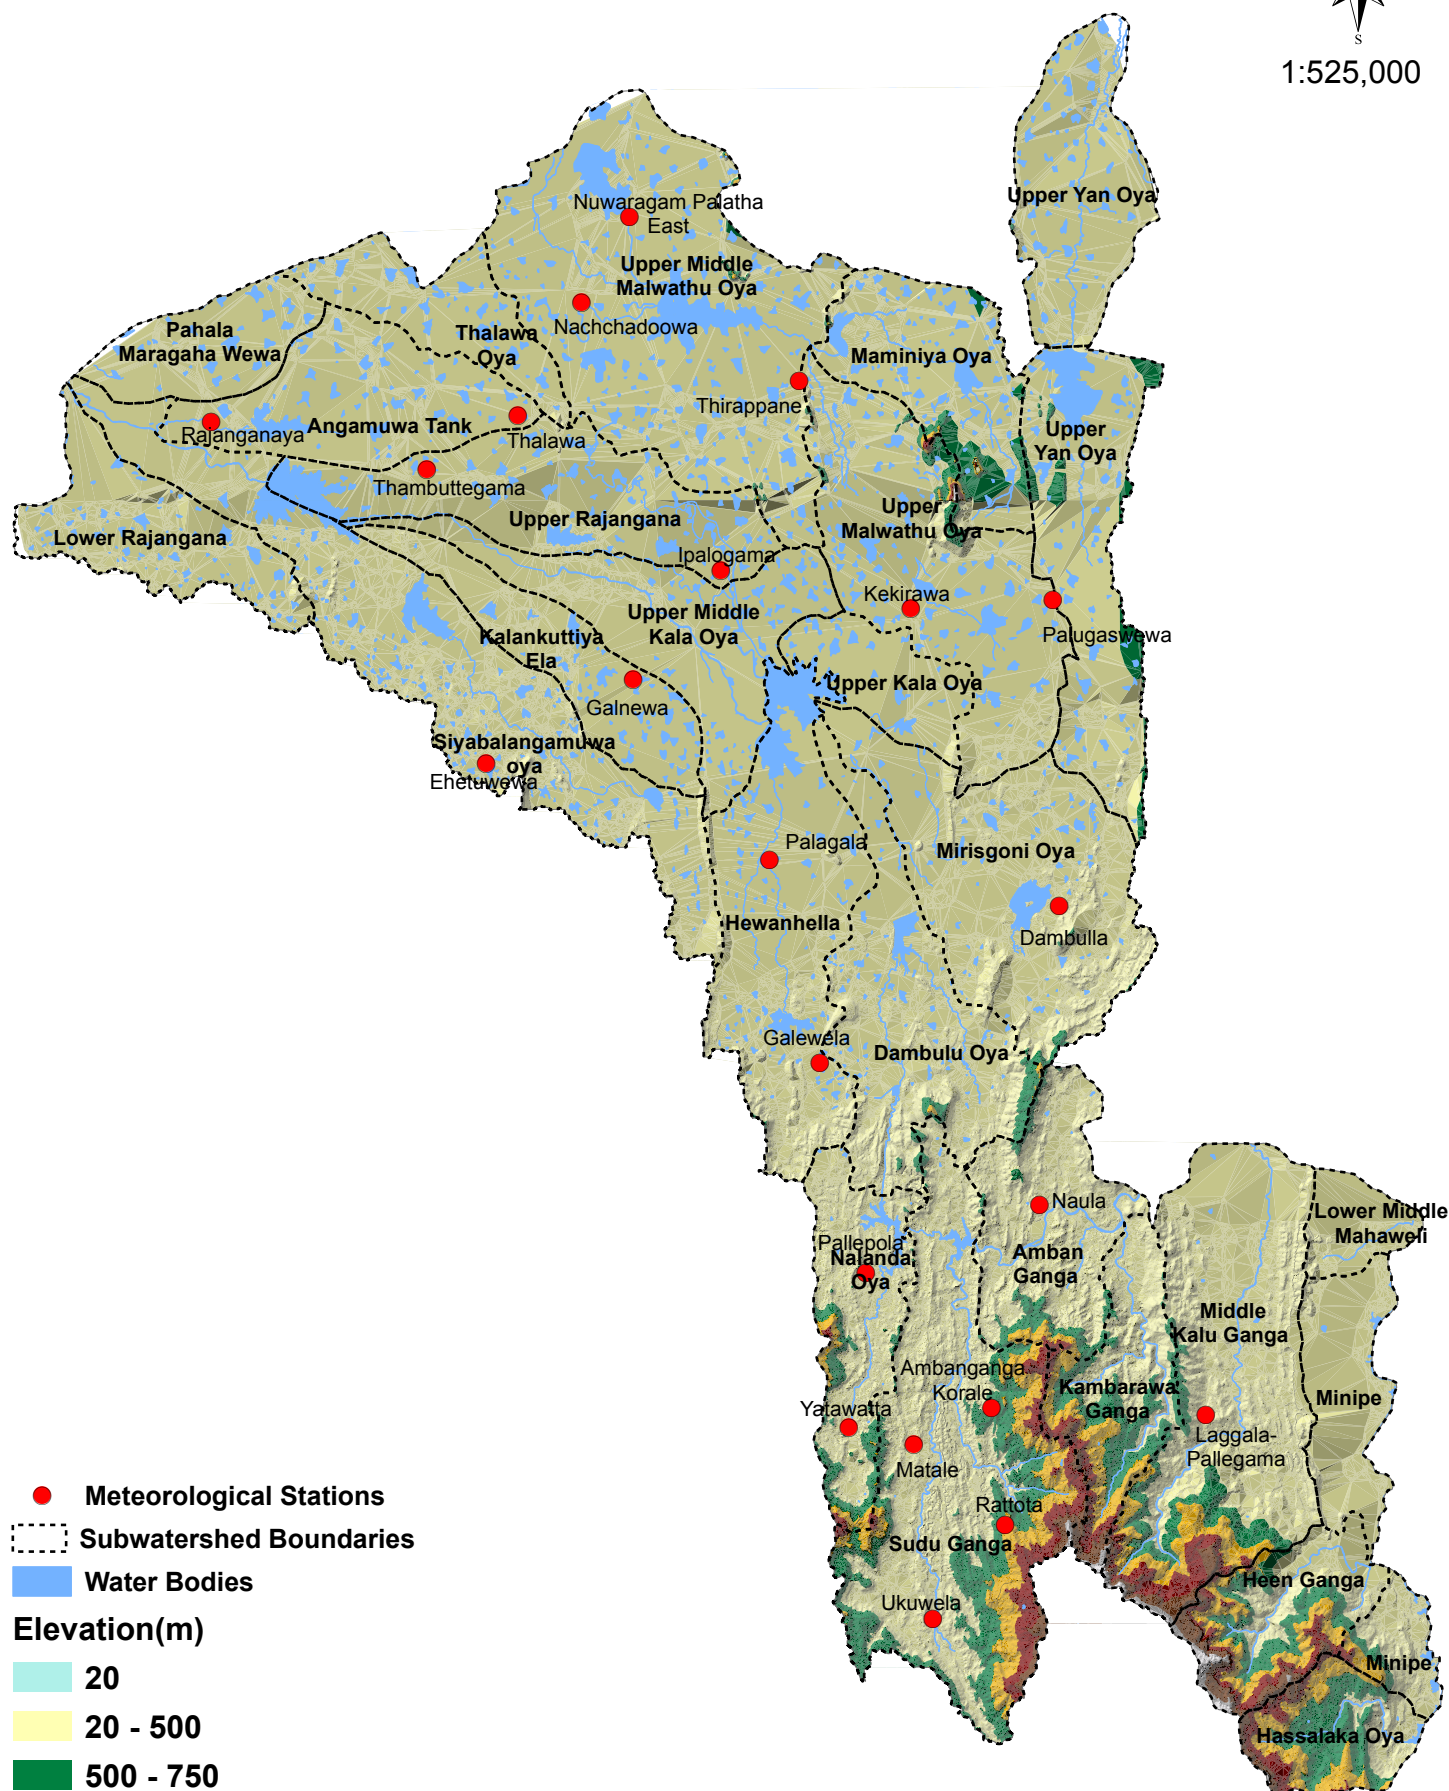 S
1:525,000
Upper Yan Oya
Nuwaragam Palatha
East
Upper Middle
Malwathu Oya
Nachchadoowa
Pahala
Maragaha Wewa
Thalawa
Oya
Maminiya Oya
Thirappane
Rajanganaya
Angamuwa Tank
Thalawa
Upper
Yan Oya
Thambuttegama
Upper Rajangana
Upper
Malwathu Oya
Lower Rajangana
Ipalogama
Kekirawa
Upper Middle
Kala Oya
Palugaswewa
Kalankuttiya
Ela
Upper Kala Oya
Galnewa
Siyabalangamuwa
oya
Ehetuwewa
Palagala
Mirisgoni Oya
Hewanhella
Dambulla
Galewela
Dambulu Oya
Naula
Lower Middle
Mahaweli
Pallepola
Nalanda
Oya
Amban
Ganga
Middle
Kalu Ganga
Ambanganga
Korale
Kambarawa
Ganga
Minipe
Yatawatta
Laggala-
Pallegama
Matale
Rattota
Sudu Ganga
Heen Ganga
Ukuwela
Minipe
Hassalaka Oya
Meteorological Stations
Subwatershed Boundaries
Water Bodies
Elevation(m)
20
20 - 500
500 - 750